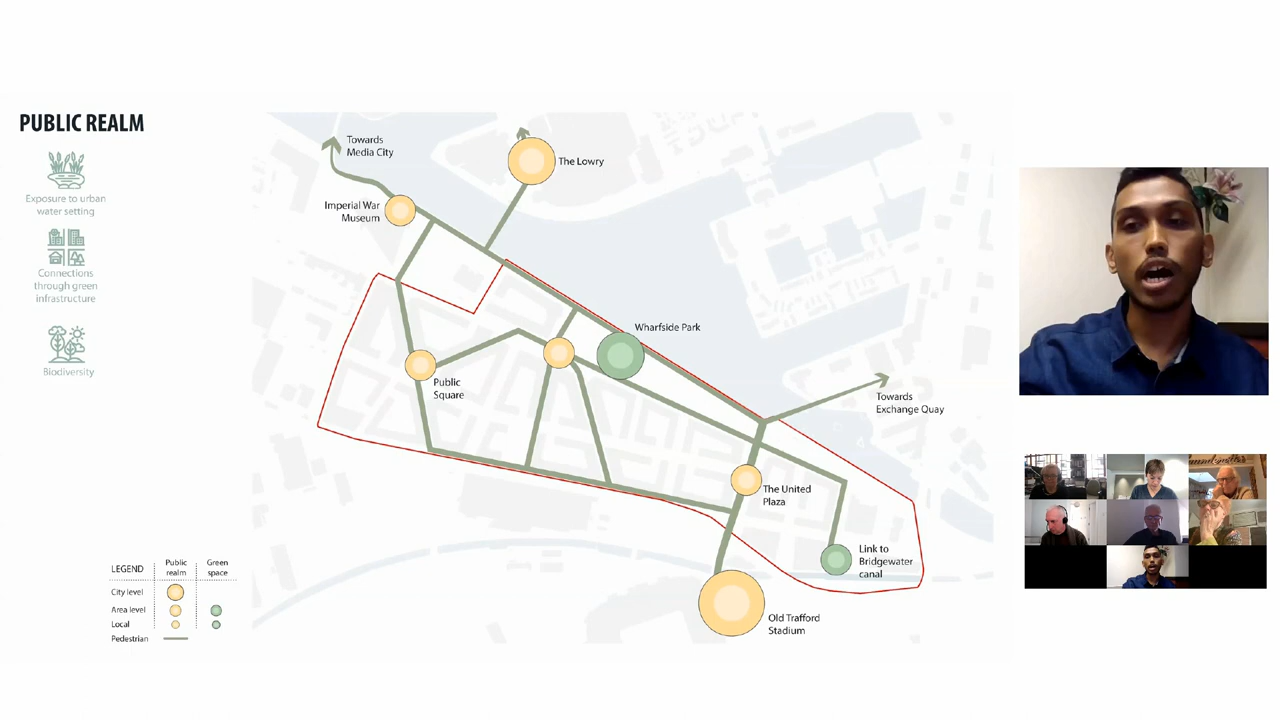 PUBLIC REALM
Exposure to urban
water setting
Connections
through green
infrastructure
Biodiversity
Towards
Media City
The Lowry
Imperial War
Museum
Wharfside Park
Public
Square
Towards
Exchange Quay
The United
Plaza
Link to
Bridgewater
canal
Old Trafford
Stadium
LEGEND
Public
realm
Green
space
City level
Area level
Local
Pedestrian